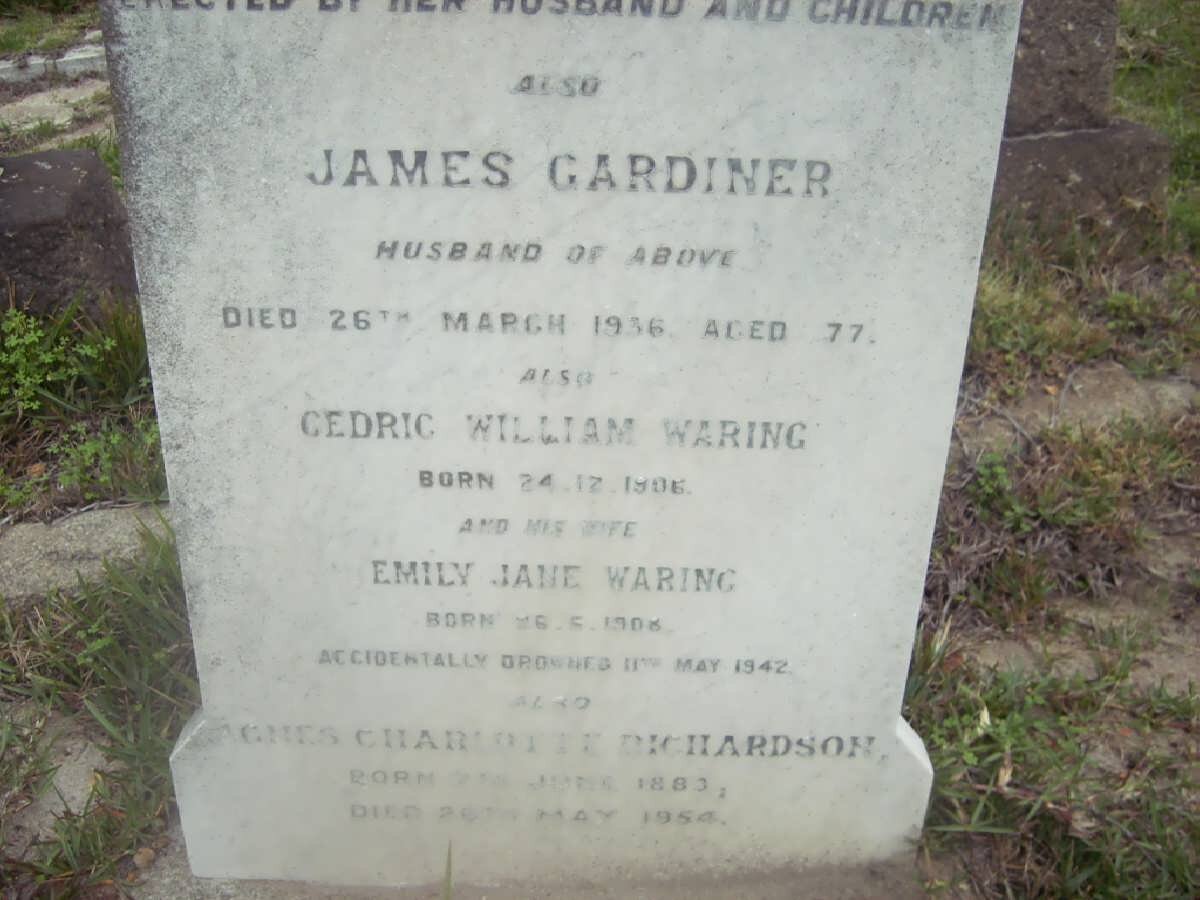 ERECTED BY HER HUSBAND AND CHILDREN
ALSO
JAMES GARDINER
HUSBAND OF ABOVE
DIED 26TH MARCH 1936. AGED 77.
ALSO
CEDRIC WILLIAM WARING
BORN 24.12.1906.
AND HIS WIFE
EMILY JANE WARING
BORN 26.6.1908.
ACCIDENTALLY DROWNED 11TH MAY 1942.
ALSO
AGNES CHARLOTTE RICHARDSON,
BORN JUNE 1883,
DIED 26TH MAY 1954.